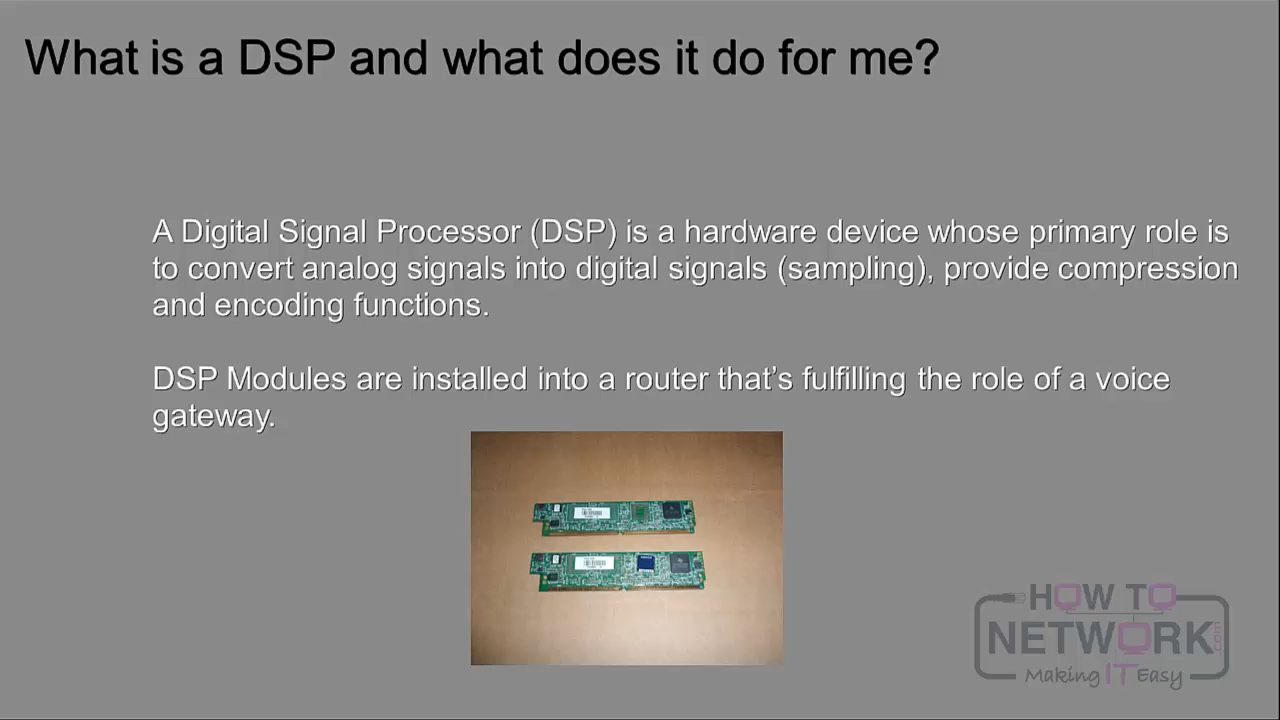 What is a DSP and what does it do for me?
A Digital Signal Processor (DSP) is a hardware device whose primary role is
to convert analog signals into digital signals (sampling), provide compression
and encoding functions.
DSP Modules are installed into a router that's fulfilling the role of a voice
gateway.
HOW TO
NETWORK.com
Making IT Easy